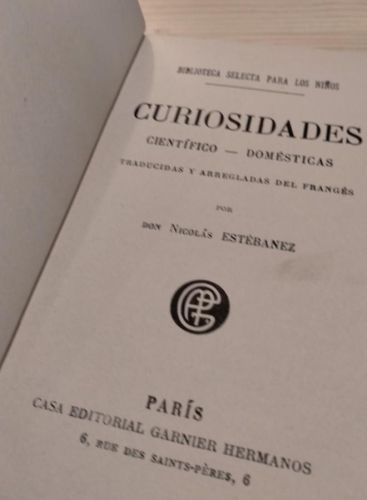 BIBLIOTECA SELECTA PARA LOS NIÑOS
CURIOSIDADES
CIENTÍFICO — DOMÉSTICAS
TRADUCIDAS Y ARREGLADAS DEL FRANGÉS
POR
DON NICOLÁS ESTÉBANEZ
PARÍS
CASA EDITORIAL GARNIER HERMANOS
6, RUE DES SAINTS-PÈRES, 6